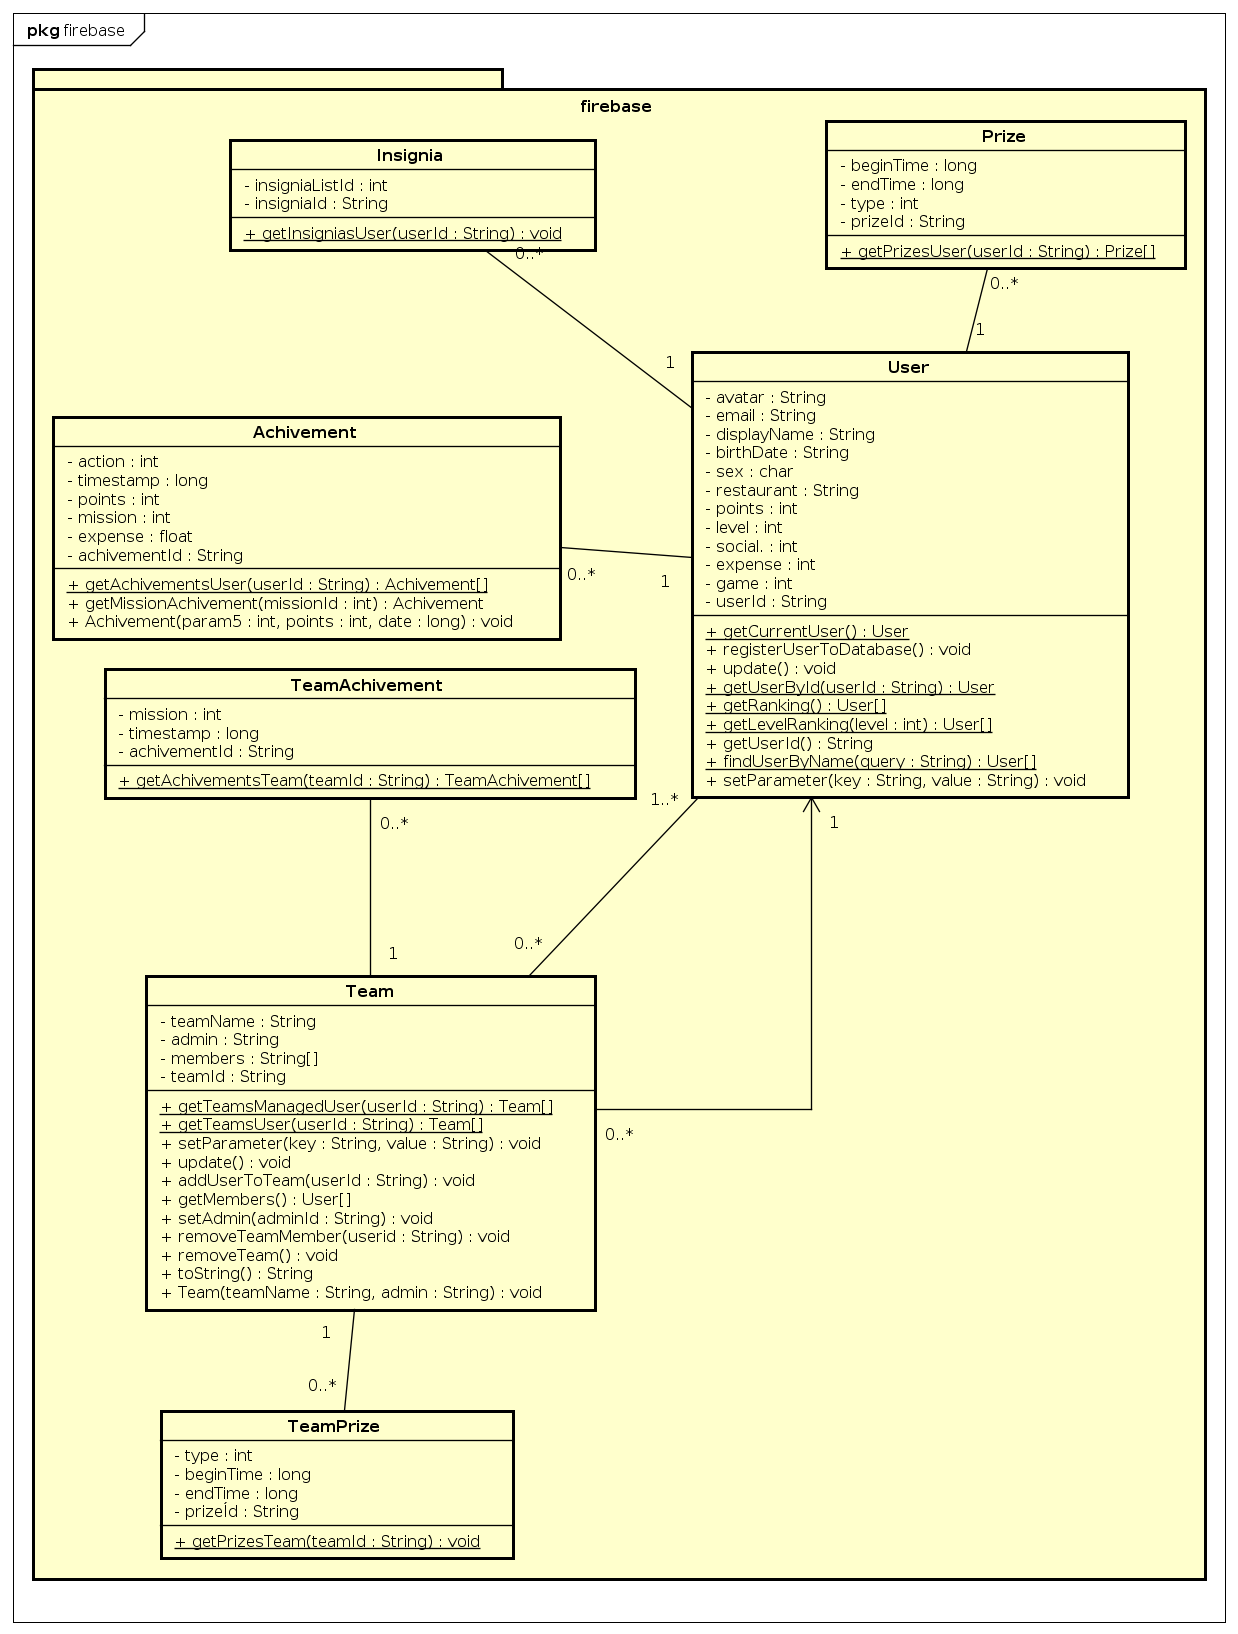 pkg firebase
firebase
Insignia
- insigniaListId : int
- insigniaId : String
+ getInsigniasUser(userId : String) : void
0..*
1
Prize
- beginTime : long
- endTime : long
- type : int
- prizeId : String
+ getPrizesUser(userId : String) : Prize[]
0..*
1
User
- avatar : String
- email : String
- displayName : String
- birthDate : String
- sex : char
- restaurant : String
- points : int
- level : int
- social. : int
- expense : int
- game : int
- userId : String
+ getCurrentUser() : User
+ registerUserToDatabase() : void
+ update() : void
+ getUserById(userId : String) : User
+ getRanking() : User[]
+ getLevelRanking(level : int) : User[]
+ getUserId() : String
+ findUserByName(query : String) : User[]
+ setParameter(key : String, value : String) : void
Achivement
- action : int
- timestamp : long
- points : int
- mission : int
- expense : float
- achivementId : String
+ getAchivementsUser(userId : String) : Achivement[]
+ getMissionAchivement(missionId : int) : Achivement
+ Achivement(param5 : int, points : int, date : long) : void
0..*
1
TeamAchivement
- mission : int
- timestamp : long
- achivementId : String
+ getAchivementsTeam(teamId : String) : TeamAchivement[]
0..*
1
1..*
0..*
1
0..*
Team
- teamName : String
- admin : String
- members : String[]
- teamId : String
+ getTeamsManagedUser(userId : String) : Team[]
+ getTeamsUser(userId : String) : Team[]
+ setParameter(key : String, value : String) : void
+ update() : void
+ addUserToTeam(userId : String) : void
+ getMembers() : User[]
+ setAdmin(adminId : String) : void
+ removeTeamMember(userid : String) : void
+ removeTeam() : void
+ toString() : String
+ Team(teamName : String, admin : String) : void
1
0..*
TeamPrize
- type : int
- beginTime : long
- endTime : long
- prizeÍd : String
+ getPrizesTeam(teamId : String) : void